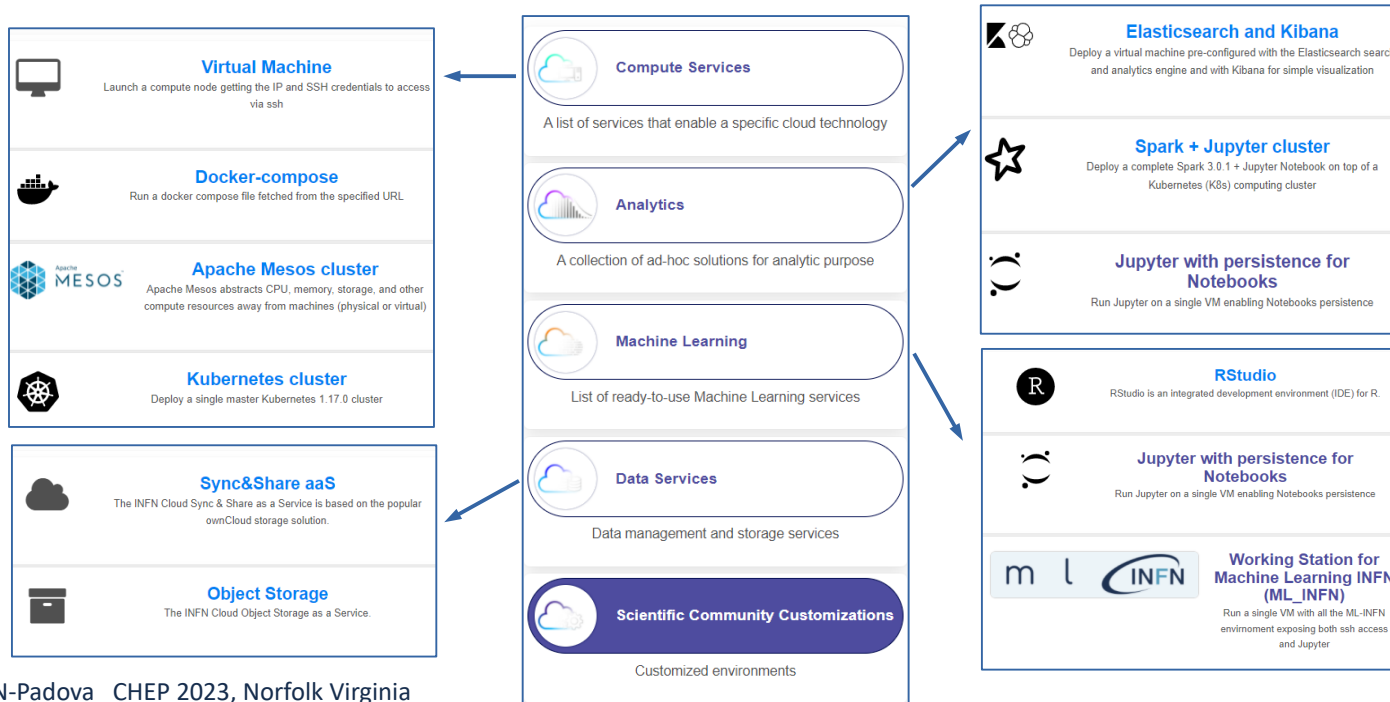 Virtual Machine
Launch a compute node getting the IP and SSH credentials to access
via ssh
Docker-compose
Run a docker compose file fetched from the specified URL
Apache
MESOS
Apache Mesos cluster
Apache Mesos abstracts CPU, memory, storage, and other
compute resources away from machines (physical or virtual)
Kubernetes cluster
Deploy a single master Kubernetes 1.17.0 cluster
Sync&Share aaS
The INFN Cloud Sync & Share as a Service is based on the popular
ownCloud storage solution.
Object Storage
The INFN Cloud Object Storage as a Service.
Compute Services
A list of services that enable a specific cloud technology
Analytics
A collection of ad-hoc solutions for analytic purpose
Machine Learning
List of ready-to-use Machine Learning services
Data Services
Data management and storage services
Scientific Community Customizations
Customized environments
Elasticsearch and Kibana
Deploy a virtual machine pre-configured with the Elasticsearch search
and analytics engine and with Kibana for simple visualization
Spark + Jupyter cluster
Deploy a complete Spark 3.0.1 + Jupyter Notebook on top of a
Kubernetes (K8s) computing cluster
Jupyter with persistence for
Notebooks
Run Jupyter on a single VM enabling Notebooks persistence
R
RStudio
RStudio is an integrated development environment (IDE) for R.
Jupyter with persistence for
Notebooks
Run Jupyter on a single VM enabling Notebooks persistence
m l INFN
Working Station for
Machine Learning INFN
(ML_INFN)
Run a single VM with all the ML-INFN
envirnoment exposing both ssh access
and Jupyter
N-Padova CHEP 2023, Norfolk Virginia